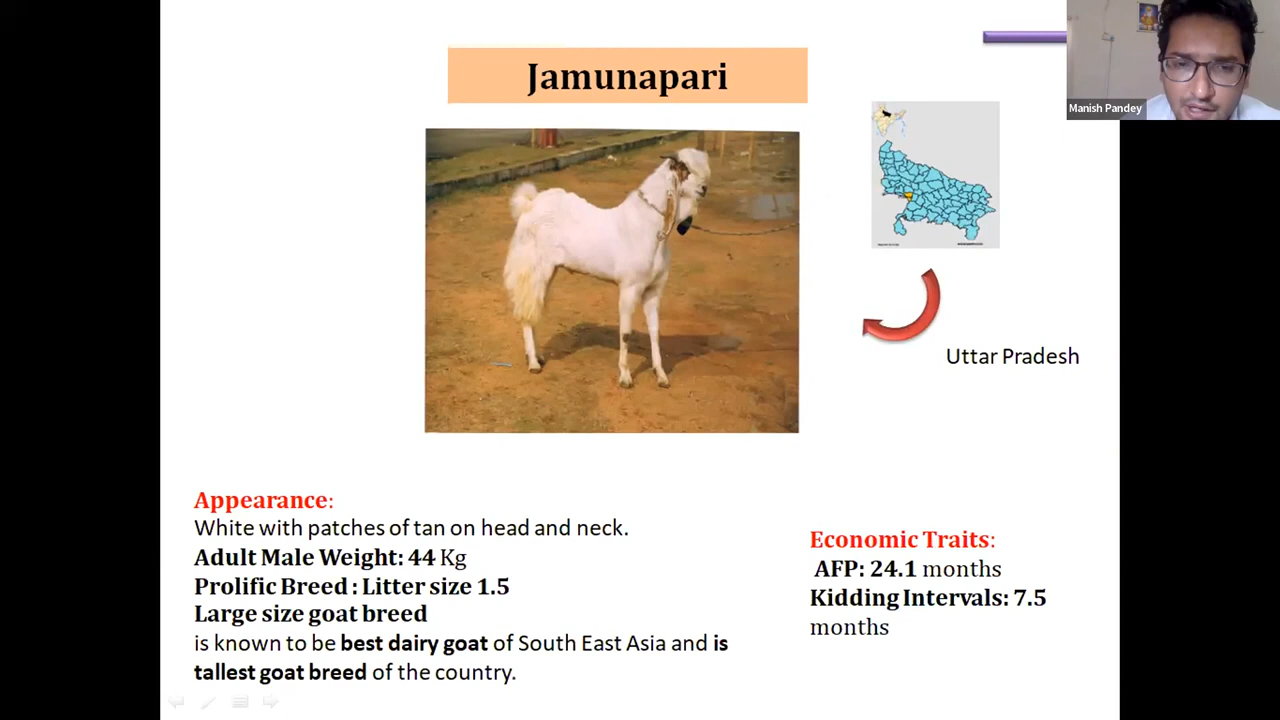 Jamunapari
Manish Pandey
Uttar Pradesh
Appearance:
White with patches of tan on head and neck.
Adult Male Weight: 44 Kg
Prolific Breed : Litter size 1.5
Large size goat breed
is known to be best dairy goat of South East Asia and is
tallest goat breed of the country.
Economic Traits:
AFP: 24.1 months
Kidding Intervals: 7.5
months